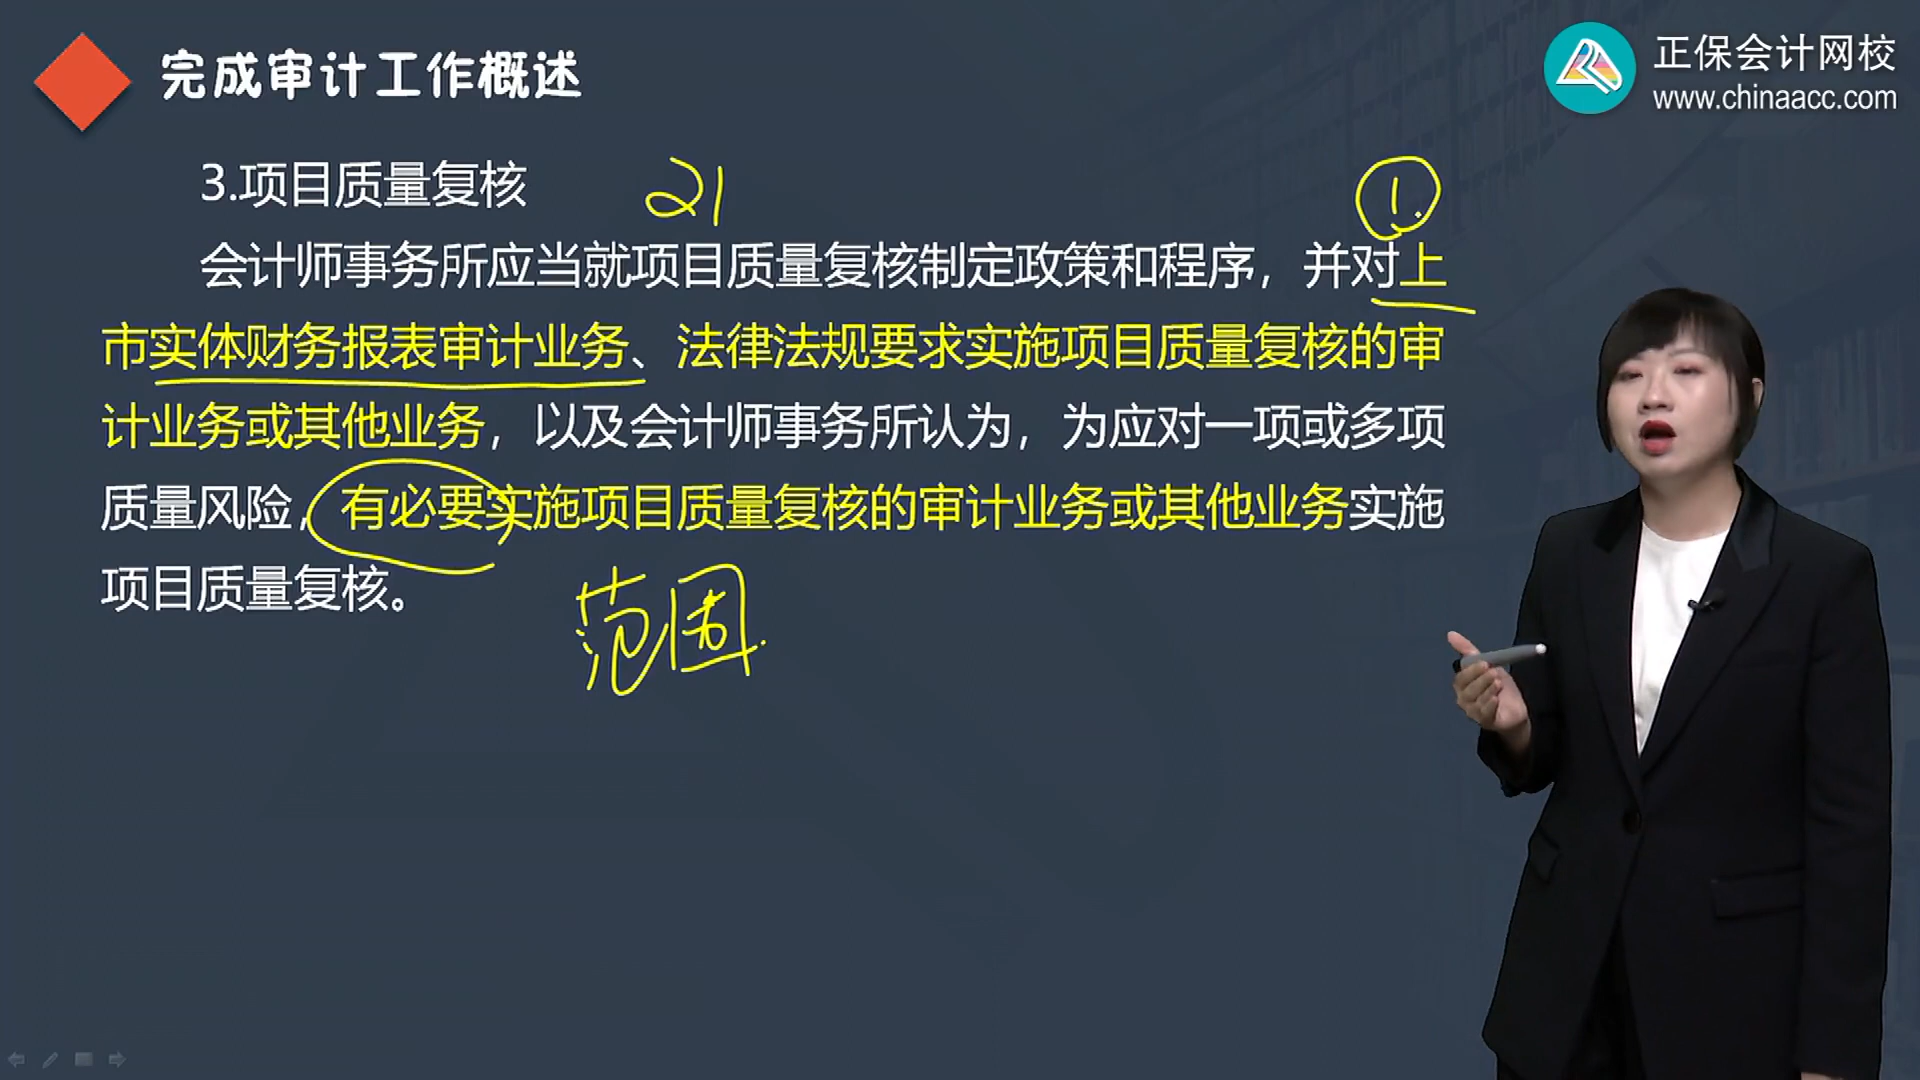 完成审计工作概述
正保会计网校
www.chinaacc.com
3.项目质量复核
21
1
会计师事务所应当就项目质量复核制定政策和程序，并对上
市实体财务报表审计业务、法律法规要求实施项目质量复核的审
计业务或其他业务，以及会计师事务所认为，为应对一项或多项
质量风险，有必要实施项目质量复核的审计业务或其他业务实施
项目质量复核。
范围